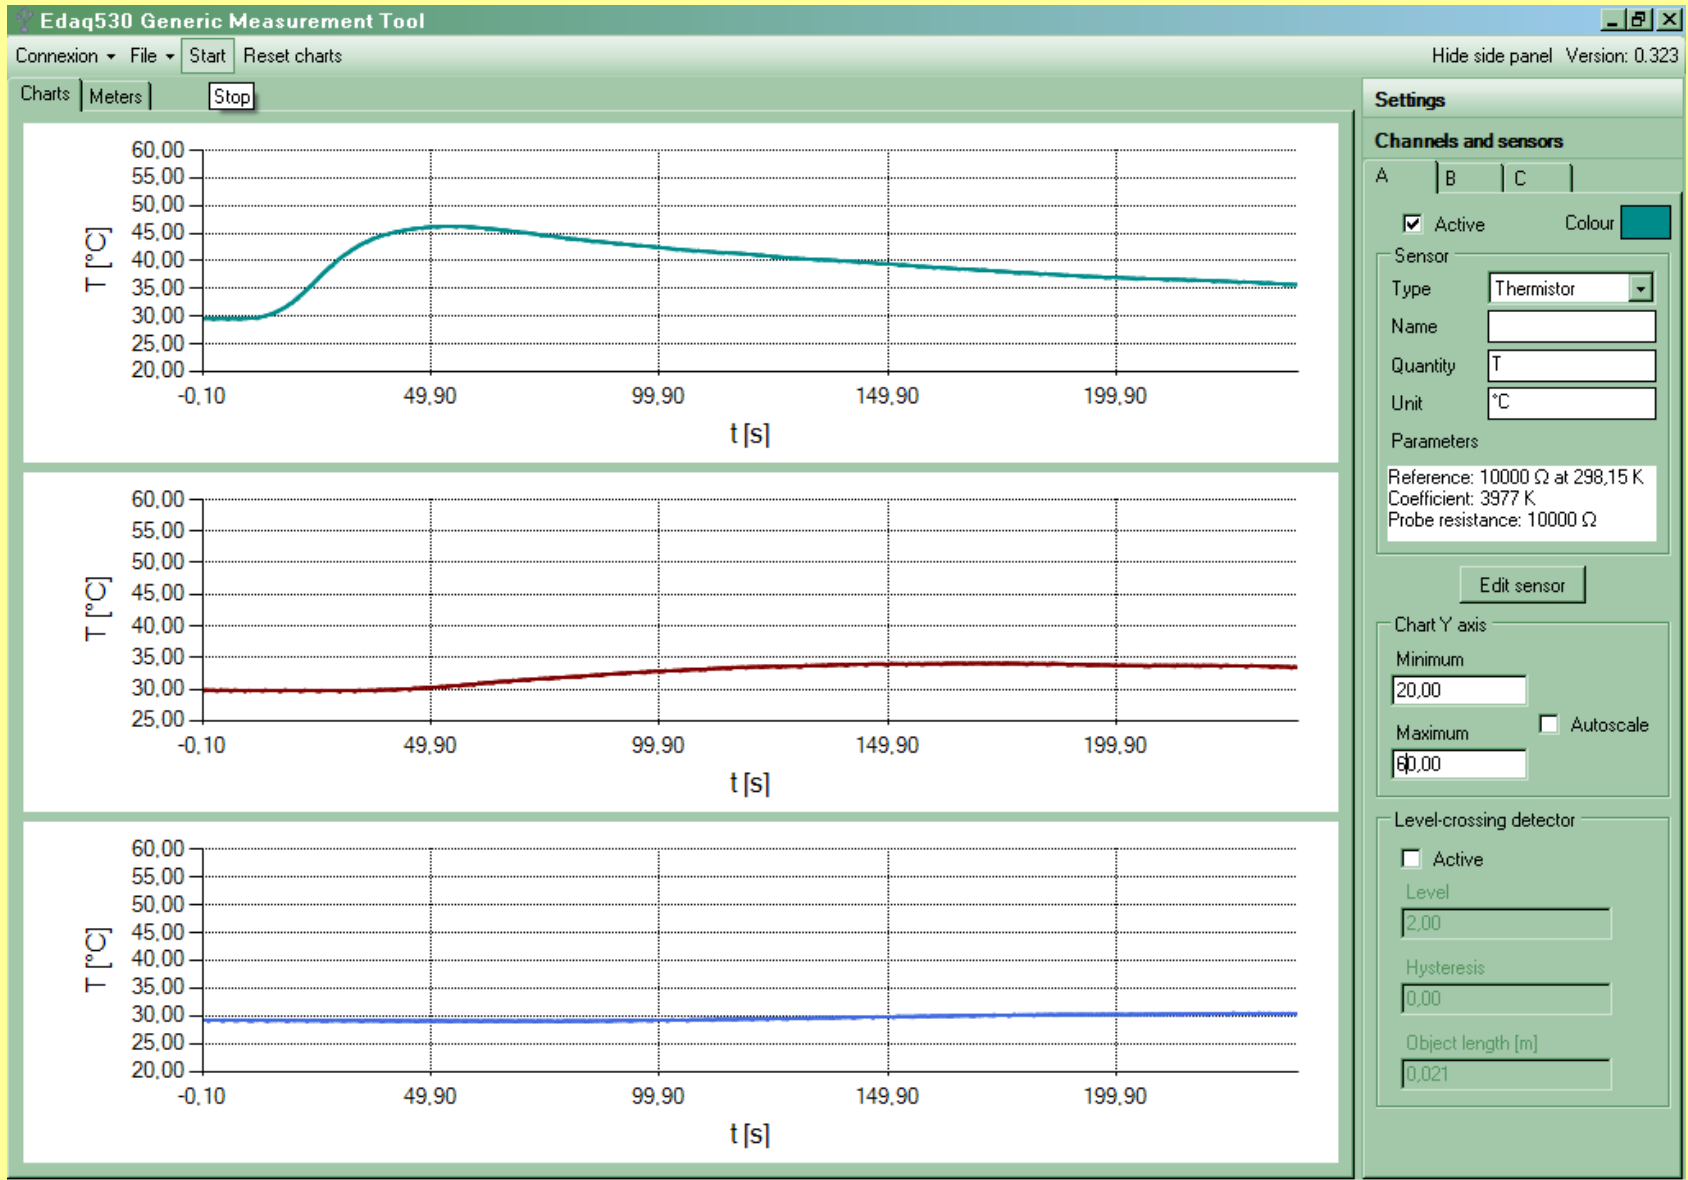 Edaq530 Generic Measurement Tool
Connexion File Start Reset charts Hide side panel Version: 0.323
Charts Meters Stop
60,00
55,00
50,00
45,00
40,00
35,00
30,00
25,00
20,00
T [°C]
-0,10 49,90 99,90 149,90 199,90
t [s]
60,00
55,00
50,00
45,00
40,00
35,00
30,00
25,00
T [°C]
-0,10 49,90 99,90 149,90 199,90
t [s]
60,00
55,00
50,00
45,00
40,00
35,00
30,00
25,00
20,00
T [°C]
-0,10 49,90 99,90 149,90 199,90
t [s]
Settings
Channels and sensors
A B C
Active Colour
Sensor
Type Thermistor
Name
Quantity T
Unit °C
Parameters
Reference: 10000 Ω at 298,15 K
Coefficient: 3977 K
Probe resistance: 10000 Ω
Edit sensor
Chart Y axis
Minimum
20,00
Autoscale
Maximum
60,00
Level-crossing detector
Active
Level
2,00
Hysteresis
0,00
Object length [m]
0,021